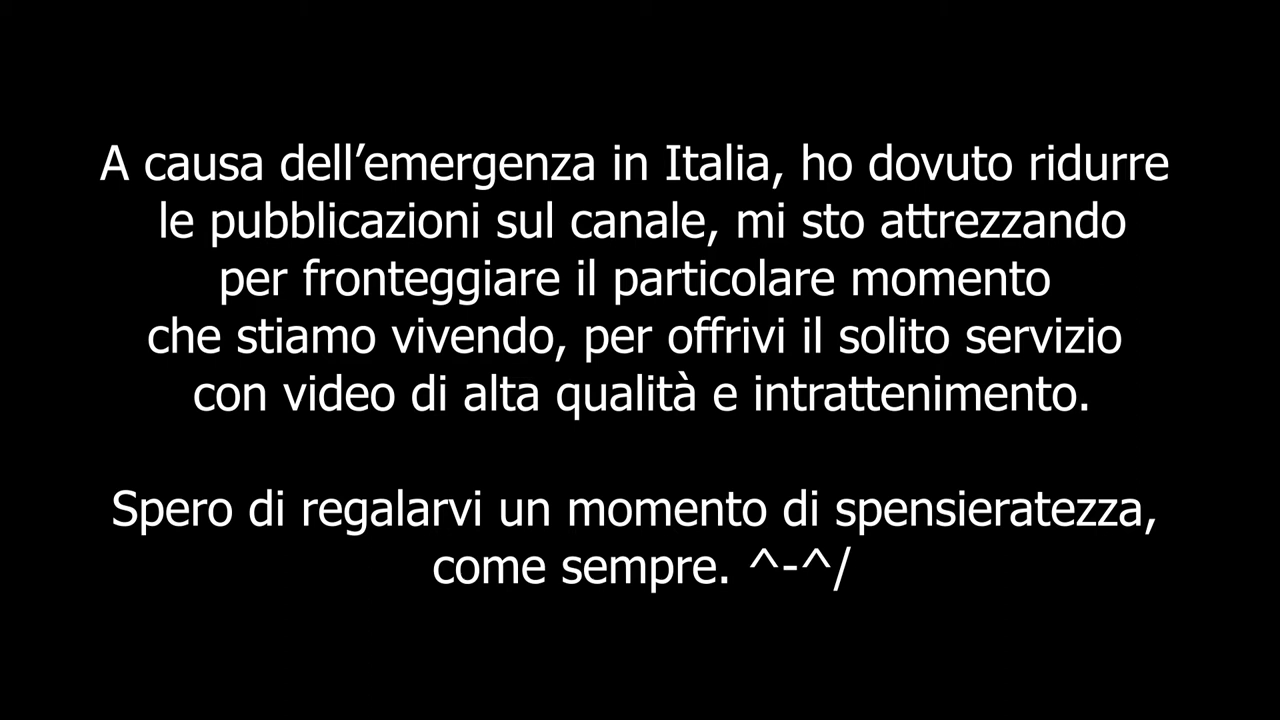 A causa dell’emergenza in Italia, ho dovuto ridurre
le pubblicazioni sul canale, mi sto attrezzando
per fronteggiare il particolare momento
che stiamo vivendo, per offrivi il solito servizio
con video di alta qualità e intrattenimento.
Spero di regalarvi un momento di spensieratezza,
come sempre. ^-^/